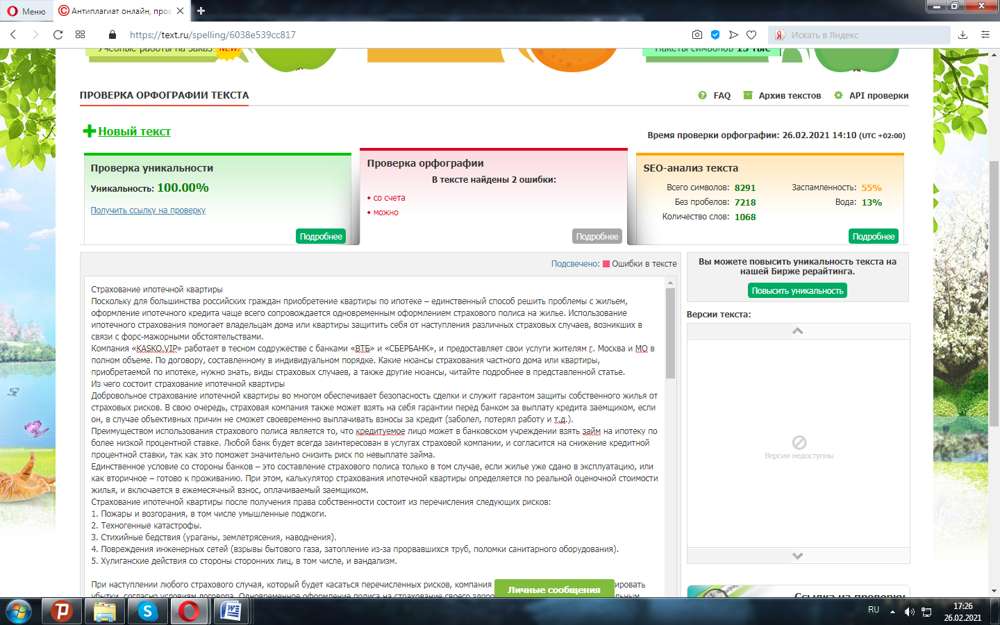 Меню
Антиплагиат онлайн, про
https://text.ru/spelling/6038e539cc817
Искать в Яндекс
Учебные работы на заказ NEW!
Пакеты символов 15 тыс
ПРОВЕРКА ОРФОГРАФИИ ТЕКСТА
FAQ
Архив текстов
API проверки
Новый текст
Время проверки орфографии: 26.02.2021 14:10 (UTC +02:00)
Проверка уникальности
Уникальность: 100.00%
Получить ссылку на проверку
Подробнее
Проверка орфографии
В тексте найдены 2 ошибки:
• со счета
• можно
Подробнее
SEO-анализ текста
Всего символов: 8291
Без пробелов: 7218
Количество слов: 1068
Заспамленность: 55%
Вода: 13%
Подробнее
Подсвечено: Ошибки в тексте
Страхование ипотечной квартиры
Поскольку для большинства российских граждан приобретение квартиры по ипотеке – единственный способ решить проблемы с жильем,
оформление ипотечного кредита чаще всего сопровождается одновременным оформлением страхового полиса на жилье. Использование
ипотечного страхования помогает владельцам дома или квартиры защитить себя от наступления различных страховых случаев, возникших в
связи с форс-мажорными обстоятельствами.
Компания «KASKO.VIP» работает в тесном содружестве с банками «ВТБ» и «СБЕРБАНК», и предоставляет свои услуги жителям г. Москва и МО в
полном объеме. По договору, составленному в индивидуальном порядке. Какие нюансы страхования частного дома или квартиры,
приобретаемой по ипотеке, нужно знать, виды страховых случаев, а также другие нюансы, читайте подробнее в представленной статье.
Из чего состоит страхование ипотечной квартиры
Добровольное страхование ипотечной квартиры во многом обеспечивает безопасность сделки и служит гарантом защиты собственного жилья от
страховых рисков. В свою очередь, страховая компания также может взять на себя гарантии перед банком за выплату кредита заемщиком, если
он, в случае объективных причин не сможет своевременно выплачивать взносы за кредит (заболел, потерял работу и т.д.).
Преимуществом использования страхового полиса является то, что кредитуемое лицо может в банковском учреждении взять займ на ипотеку по
более низкой процентной ставке. Любой банк будет всегда заинтересован в услугах страховой компании, и согласится на снижение кредитной
процентной ставки, так как это поможет значительно снизить риск по невыплате займа.
Единственное условие со стороны банков – это составление страхового полиса только в том случае, если жилье уже сдано в эксплуатацию, или
как вторичное – готово к проживанию. При этом, калькулятор страхования ипотечной квартиры определяется по реальной оценочной стоимости
жилья, и включается в ежемесячный взнос, оплачиваемый заемщиком.
Страхование ипотечной квартиры после получения права собственности состоит из перечисления следующих рисков:
1. Пожары и возгорания, в том числе умышленные поджоги.
2. Техногенные катастрофы.
3. Стихийные бедствия (ураганы, землетрясения, наводнения).
4. Повреждения инженерных сетей (взрывы бытового газа, затопление из-за прорвавшихся труб, поломки санитарного оборудования).
5. Хулиганские действия со стороны сторонних лиц, в том числе, и вандализм.
При наступлении любого страхового случая, который будет касаться перечисленных рисков, компания ировать
убытки, согласно условиям договора. Одновременное оформление полиса на страхование своего здоро льным
Вы можете повысить уникальность текста на
нашей Бирже рерайтинга.
Повысить уникальность
Версии текста:
Версии недоступны
Личные сообщения
Ссылка на проверку
RU
17:26
26.02.2021